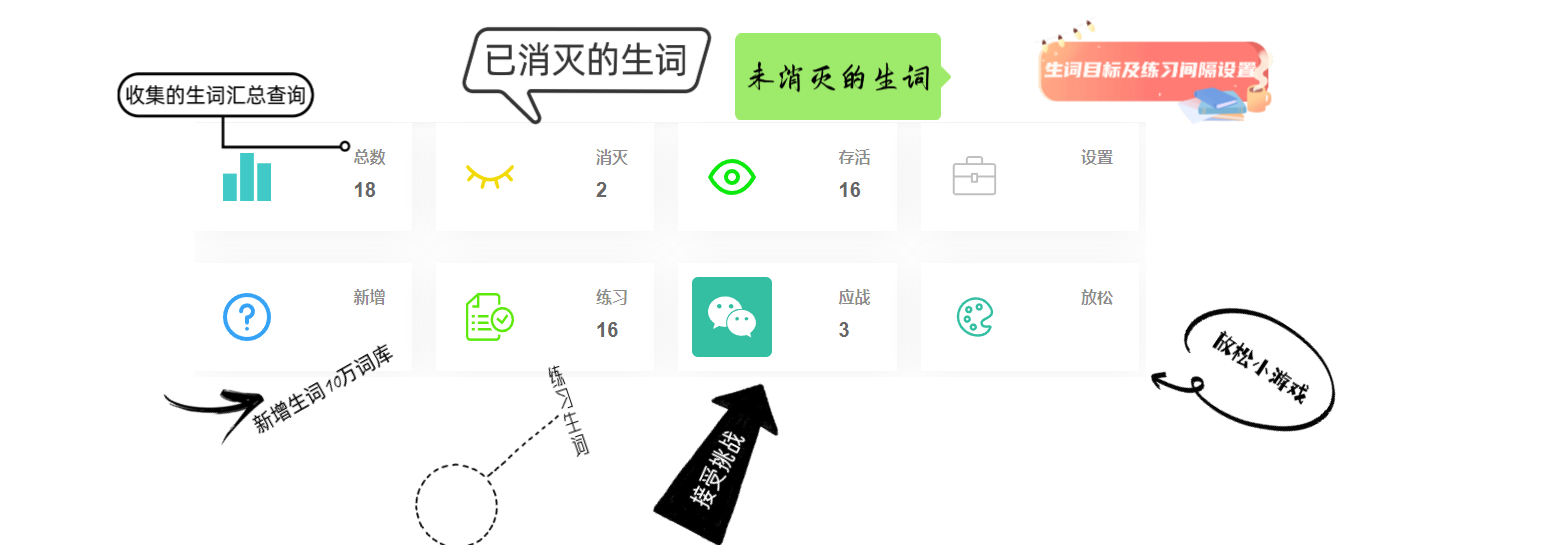 已消灭的生词
未消灭的生词
生词目标及练习间隔设置
收集的生词汇总查询
总数
18
消灭
2
存活
16
设置
新增
练习
16
应战
3
放松
新增生词10万词库
练习生词
接受挑战
放松小游戏